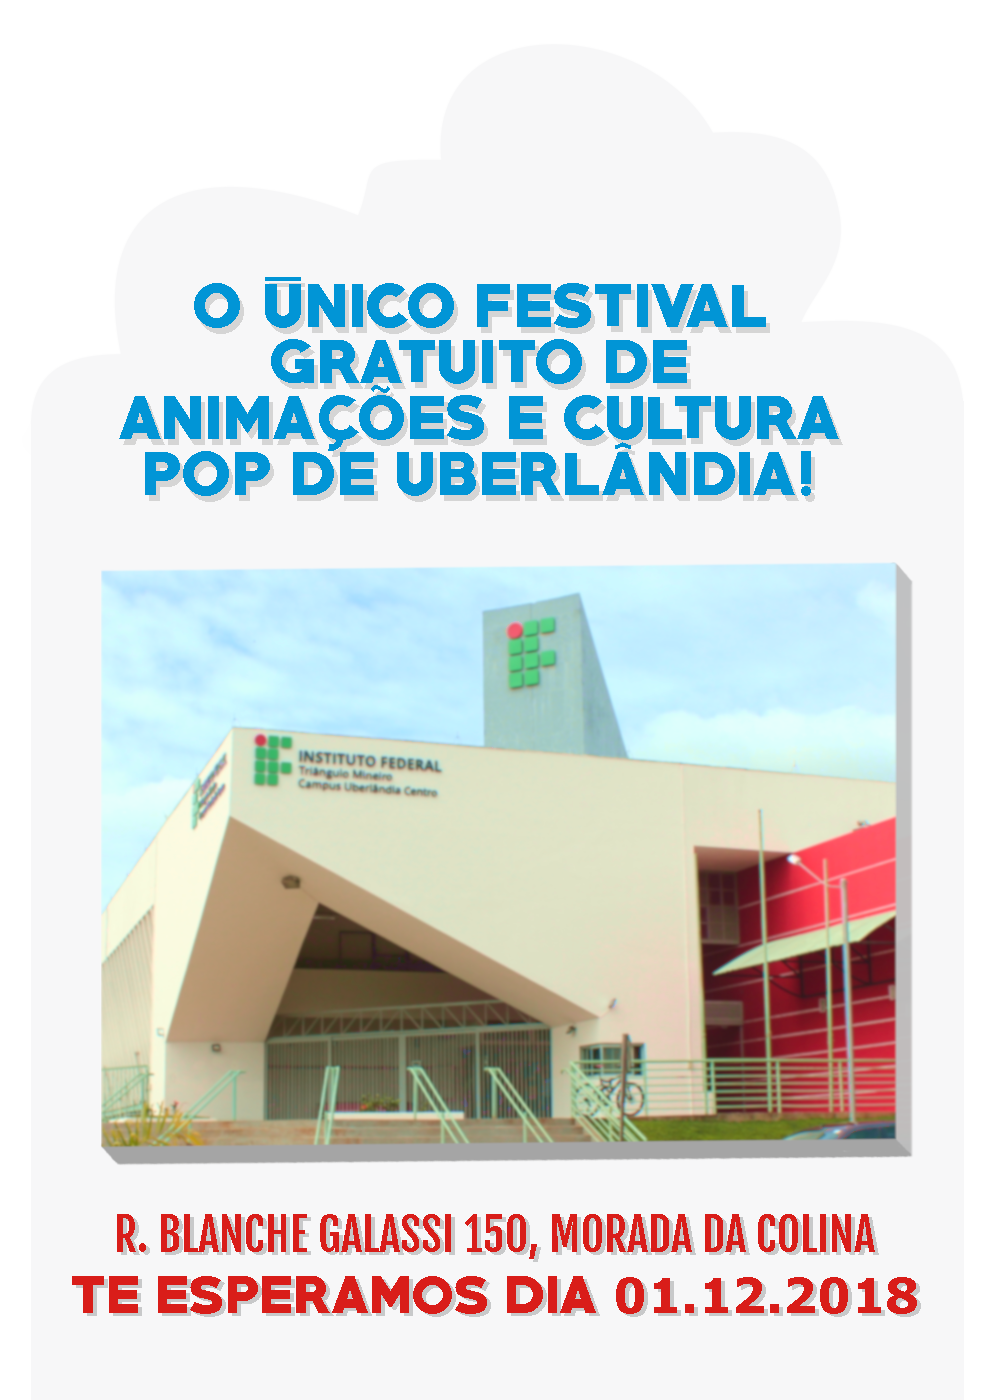 O ŪNICO FESTIVAL
GRATUITO DE
ANIMAÇÕES E CULTURA
POP DE UBERLÂNDIA!
INSTITUTO FEDERAL
Triângulo Mineiro
Campus Uberlândia Centro
R. BLANCHE GALASSI 150, MORADA DA COLINA
TE ESPERAMOS DIA 01.12.2018